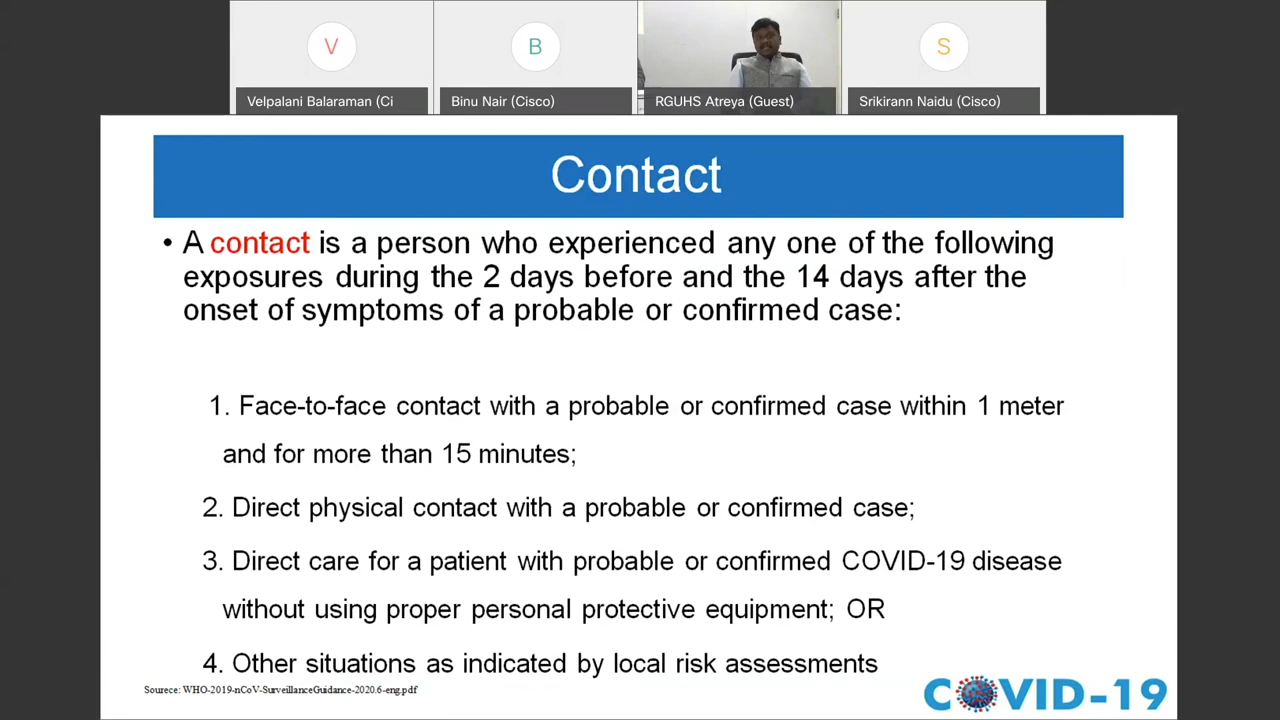 V
B
S
Velpalani Balaraman (Ci
Binu Nair (Cisco)
RGUHS Atreya (Guest)
Srikirann Naidu (Cisco)
Contact
• A contact is a person who experienced any one of the following
exposures during the 2 days before and the 14 days after the
onset of symptoms of a probable or confirmed case:
1. Face-to-face contact with a probable or confirmed case within 1 meter
and for more than 15 minutes;
2. Direct physical contact with a probable or confirmed case;
3. Direct care for a patient with probable or confirmed COVID-19 disease
without using proper personal protective equipment; OR
4. Other situations as indicated by local risk assessments
Sourece: WHO-2019-nCoV-SurveillanceGuidance-2020.6-eng.pdf
COVID-19